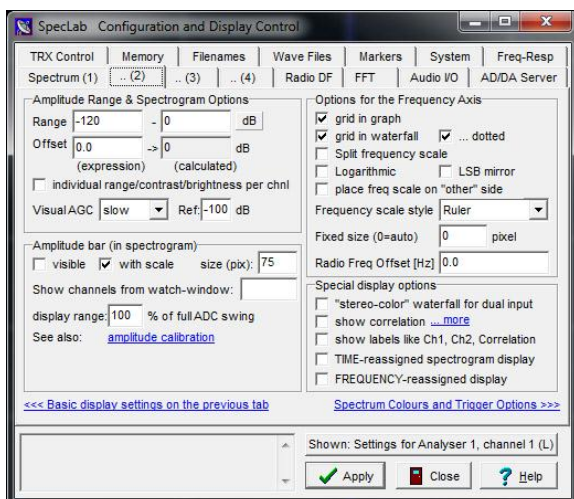 SpecLab Configuration and Display Control
TRX Control Memory Filenames Wave Files Markers System Freq-Resp
Spectrum (1) .. (2) .. (3) .. (4) Radio DF FFT Audio I/O AD/DA Server
Amplitude Range & Spectrogram Options
Range -120 - 0 dB
Offset 0.0 -> 0 dB
(expression) (calculated)
individual range/contrast/brightness per chnl
Visual AGC slow Ref: -100 dB
Amplitude bar (in spectrogram)
visible with scale size (pix): 75
Show channels from watch-window:
display range: 100 % of full ADC swing
See also: amplitude calibration
<<< Basic display settings on the previous tab
Options for the Frequency Axis
grid in graph
grid in waterfall ... dotted
Split frequency scale
Logarithmic LSB mirror
place freq scale on "other" side
Frequency scale style Ruler
Fixed size (0=auto) 0 pixel
Radio Freq Offset [Hz] 0.0
Special display options
"stereo-color" waterfall for dual input
show correlation ... more
show labels like Ch1, Ch2, Correlation
TIME-reassigned spectrogram display
FREQUENCY-reassigned display
Spectrum Colours and Trigger Options >>>
Shown: Settings for Analyser 1, channel 1 (L)
Apply Close ? Help